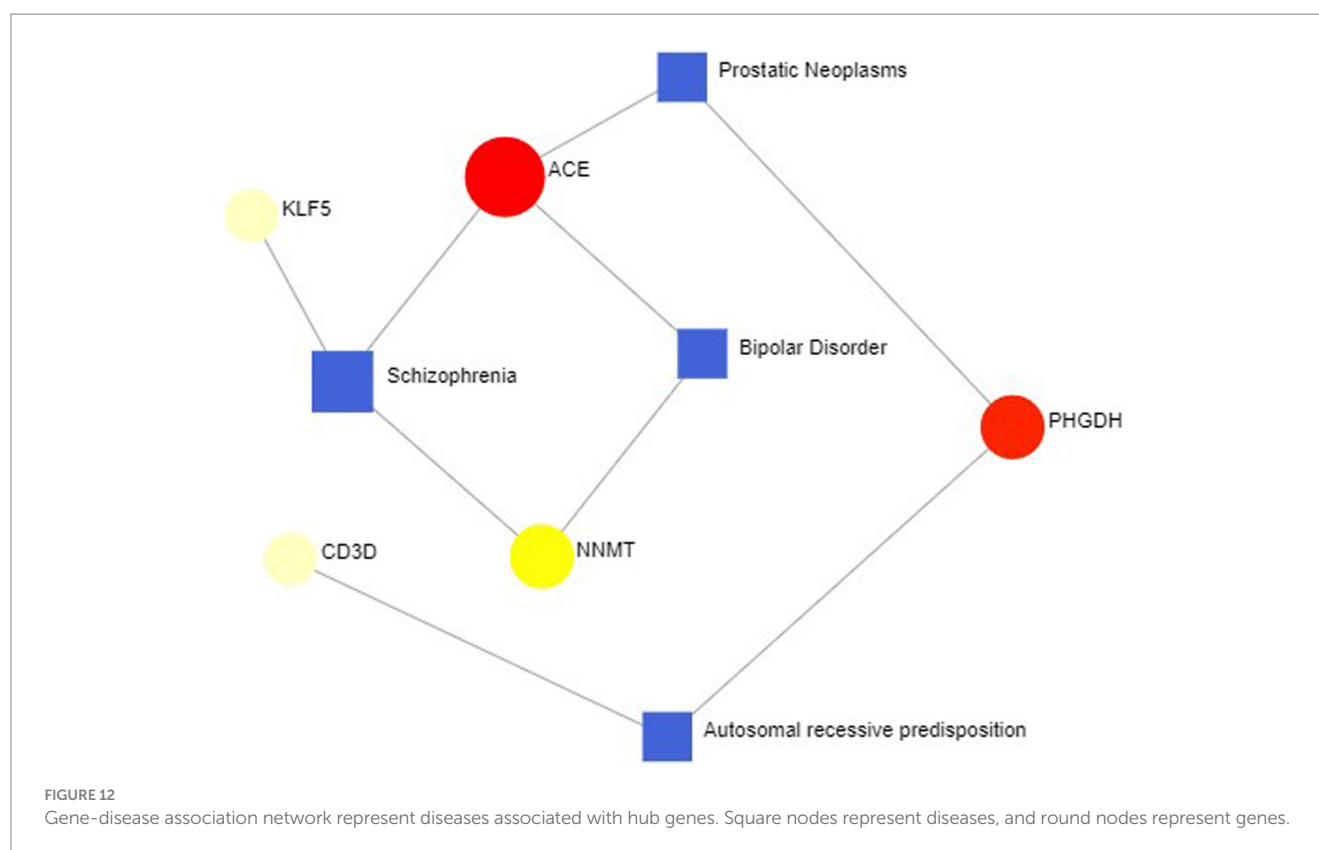 Prostatic Neoplasms
ACE
KLF5
Bipolar Disorder
Schizophrenia
PHGDH
CD3D
NNMT
Autosomal recessive predisposition
FIGURE 12
Gene-disease association network represent diseases associated with hub genes. Square nodes represent diseases, and round nodes represent genes.